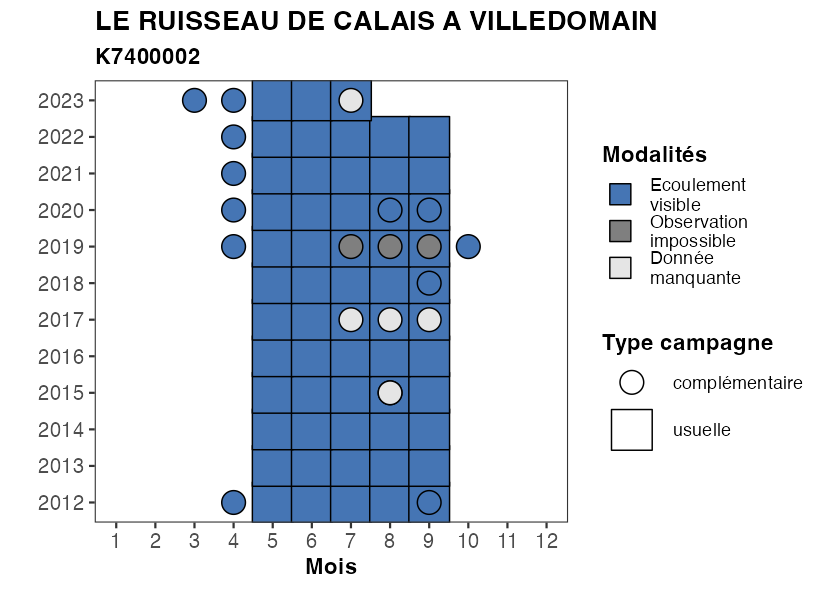 LE RUISSEAU DE CALAIS A VILLEDOMAIN
K7400002
2023
2022
2021
2020
2019
2018
2017
2016
2015
2014
2013
2012
1 2 3 4 5 6 7 8 9 10 11 12
Mois
Modalités
Ecoulement
visible
Observation
impossible
Donnée
manquante
Type campagne
complémentaire
usuelle